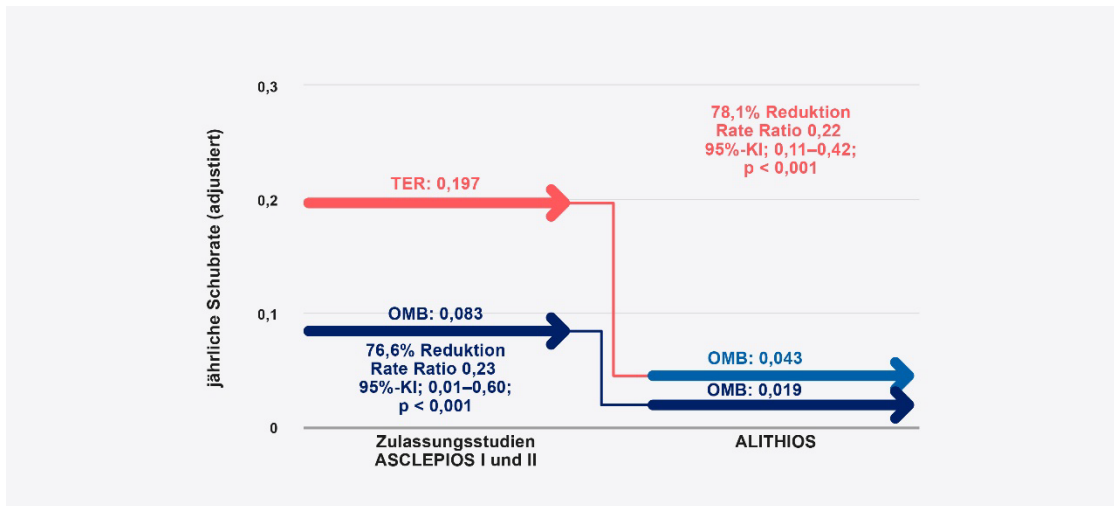 jährliche Schubrate (adjustiert)
0,3
0,2
0,1
0
78,1% Reduktion
Rate Ratio 0,22
95%-KI; 0,11–0,42;
p < 0,001
TER: 0,197
OMB: 0,083
76,6% Reduktion
Rate Ratio 0,23
95%-KI; 0,01–0,60;
p < 0,001
OMB: 0,043
OMB: 0,019
Zulassungsstudien
ASCLEPIOS I und II
ALITHIOS